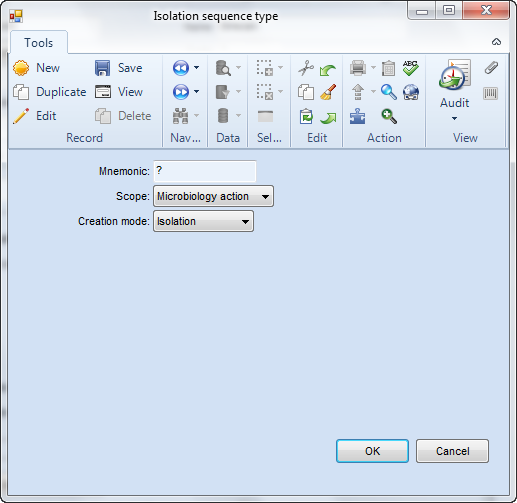 Isolation sequence type
Tools
New
Save
Duplicate
View
Edit
Delete
Record
Nav...
Data
Sel...
Edit
ABC
Action
Audit
View
Mnemonic: ?
Scope: Microbiology action
Creation mode: Isolation
OK
Cancel